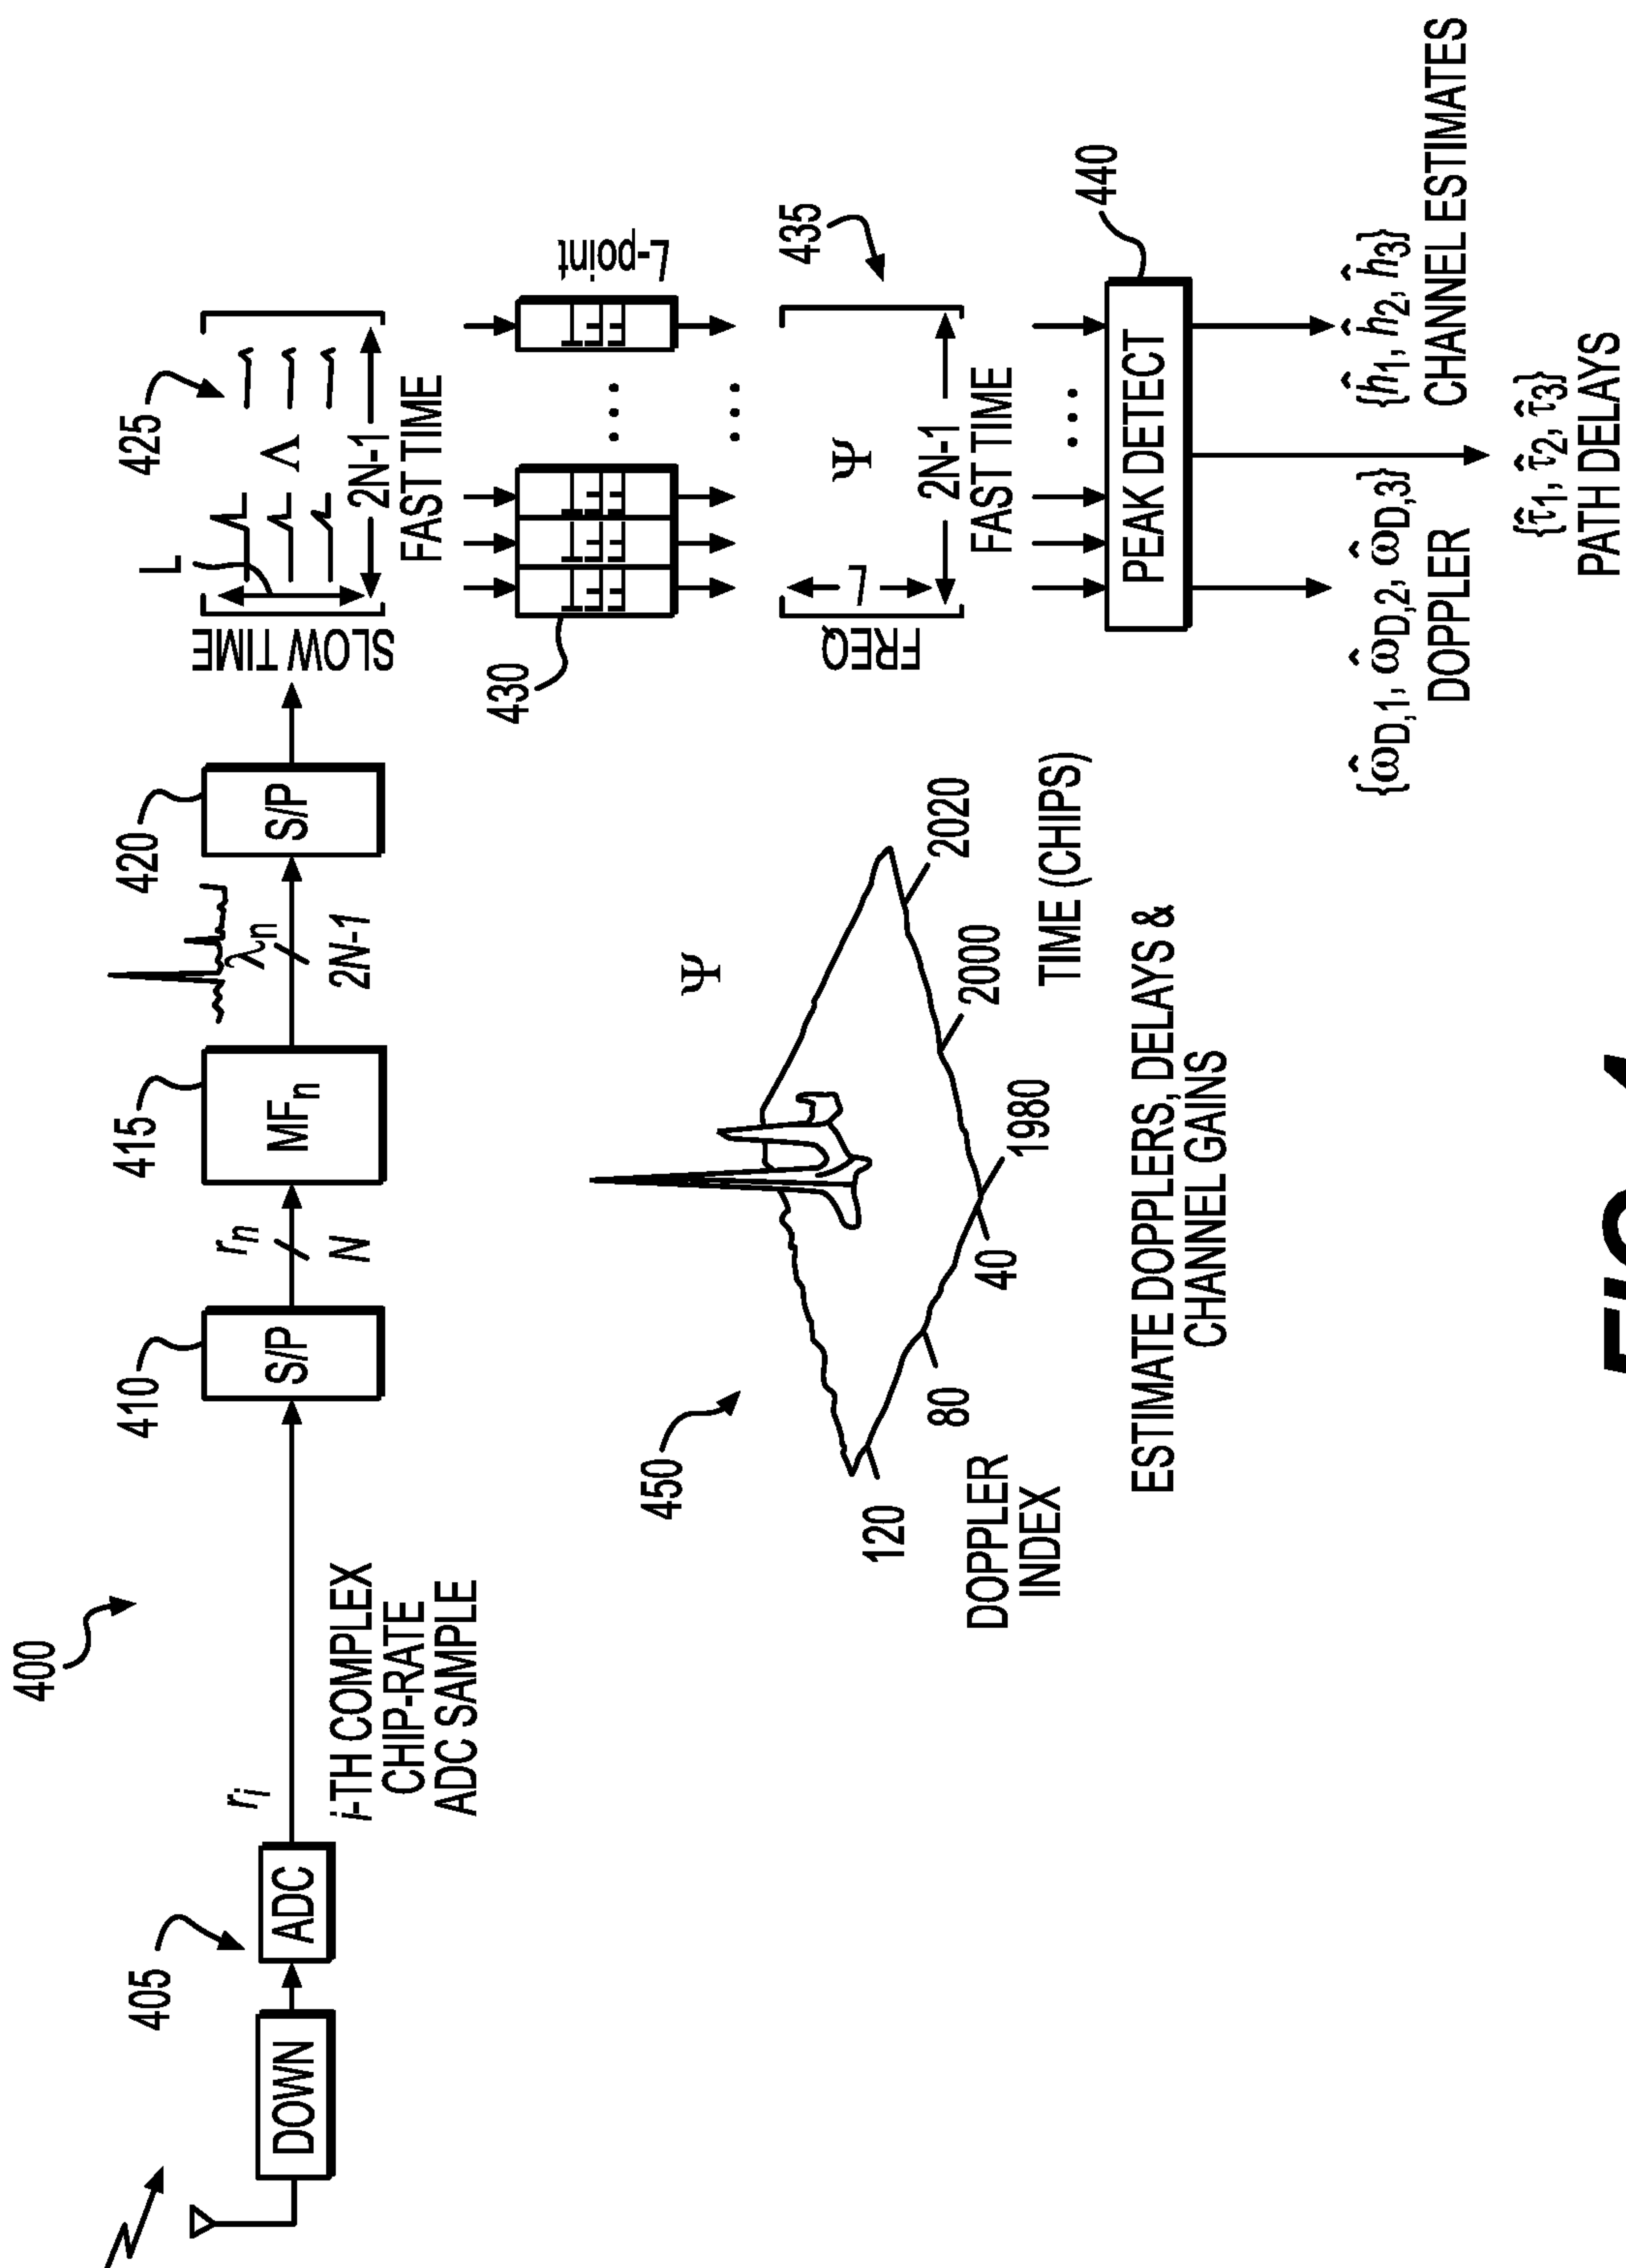 400
405
DOWN
ADC
r_i
i-TH COMPLEX
CHIP-RATE
ADC SAMPLE
410
S/P
r_n
N
415
MF_n
λ_n
2N-1
420
S/P
SLOW TIME
L
425
Λ
2N-1
FAST TIME
430
FFT
FFT
FFT
...
FFT
L-point
...
435
FREQ
L
Ψ
2N-1
FAST TIME
...
440
PEAK DETECT
{ω̂_D,1, ω̂_D,2, ω̂_D,3}
DOPPLER
{ĥ_1, ĥ_2, ĥ_3}
CHANNEL ESTIMATES
{τ̂_1, τ̂_2, τ̂_3}
PATH DELAYS
450
Ψ
120
80
40
1980
2000
2020
DOPPLER
INDEX
TIME (CHIPS)
ESTIMATE DOPPLERS, DELAYS &
CHANNEL GAINS